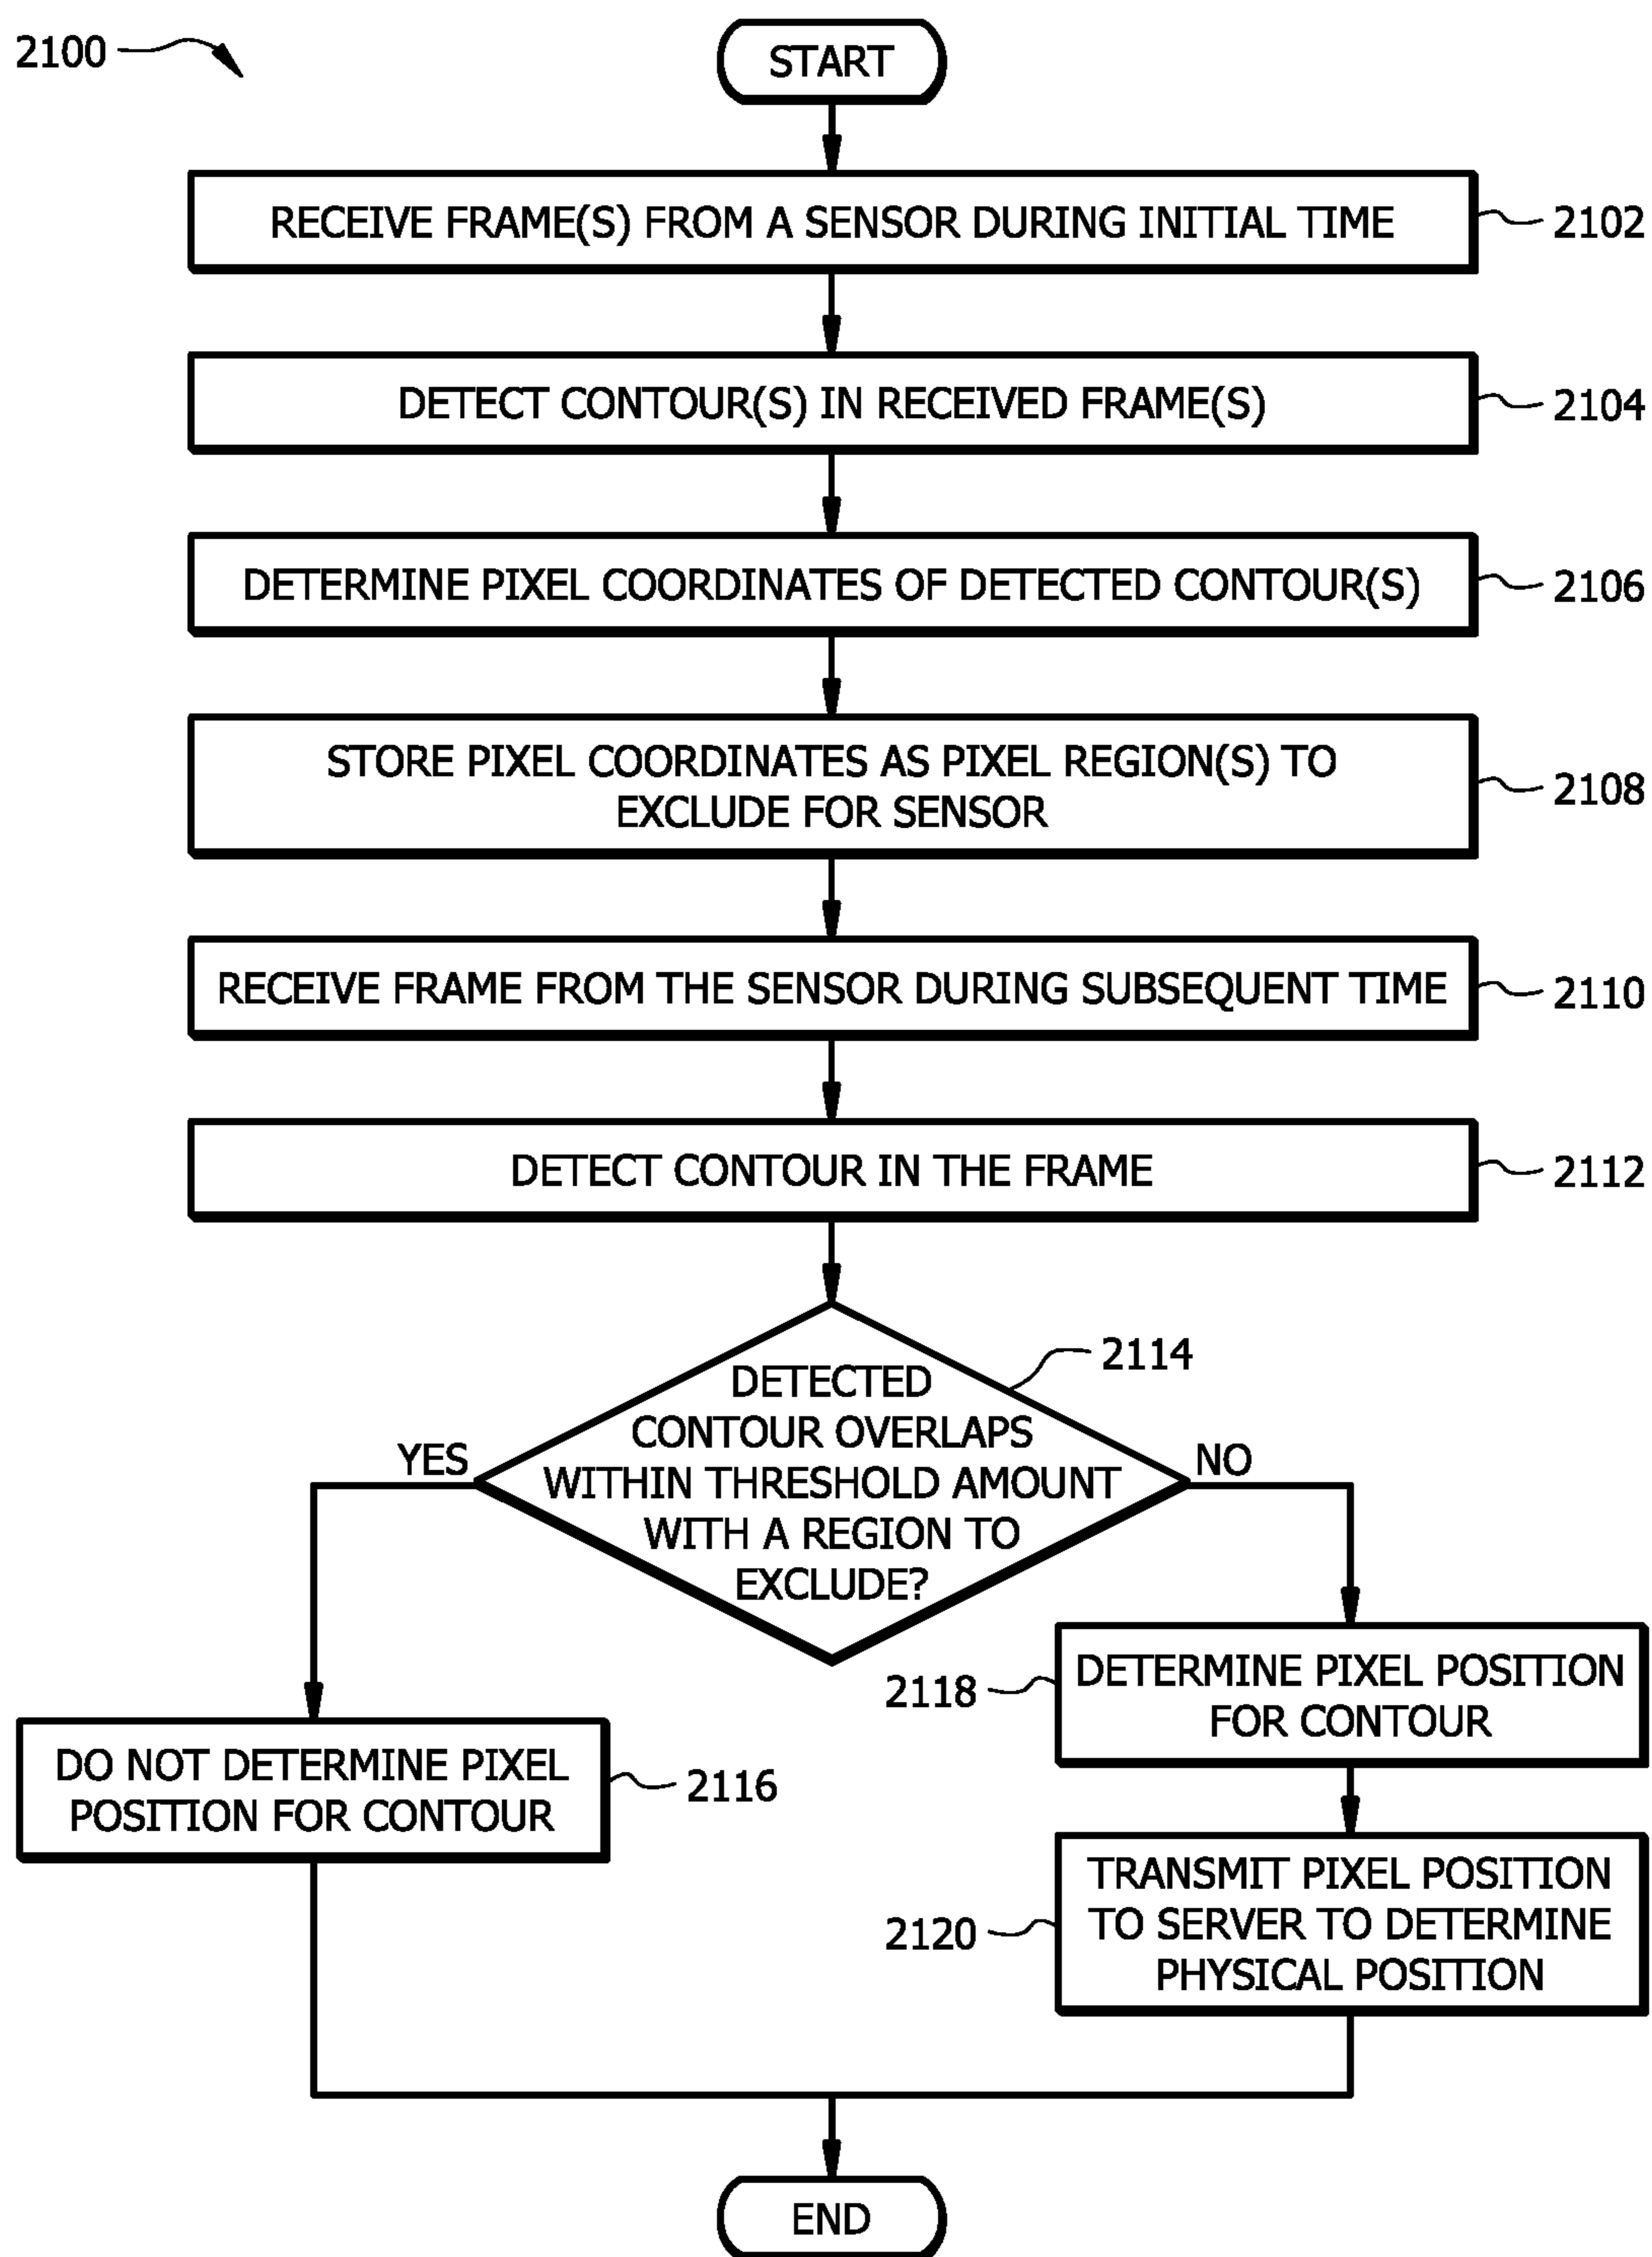 2100
START
RECEIVE FRAME(S) FROM A SENSOR DURING INITIAL TIME
2102
DETECT CONTOUR(S) IN RECEIVED FRAME(S)
2104
DETERMINE PIXEL COORDINATES OF DETECTED CONTOUR(S)
2106
STORE PIXEL COORDINATES AS PIXEL REGION(S) TO
EXCLUDE FOR SENSOR
2108
RECEIVE FRAME FROM THE SENSOR DURING SUBSEQUENT TIME
2110
DETECT CONTOUR IN THE FRAME
2112
2114
DETECTED
CONTOUR OVERLAPS
WITHIN THRESHOLD AMOUNT
WITH A REGION TO
EXCLUDE?
YES
NO
DO NOT DETERMINE PIXEL
POSITION FOR CONTOUR
2116
2118
DETERMINE PIXEL POSITION
FOR CONTOUR
2120
TRANSMIT PIXEL POSITION
TO SERVER TO DETERMINE
PHYSICAL POSITION
END